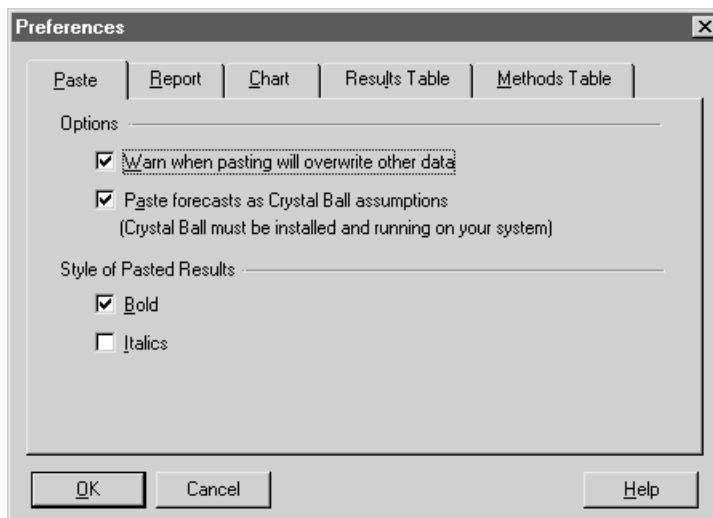 Preferences
Paste Report Chart Results Table Methods Table
Options
Warn when pasting will overwrite other data
Paste forecasts as Crystal Ball assumptions
(Crystal Ball must be installed and running on your system)
Style of Pasted Results
Bold
Italics
OK Cancel Help